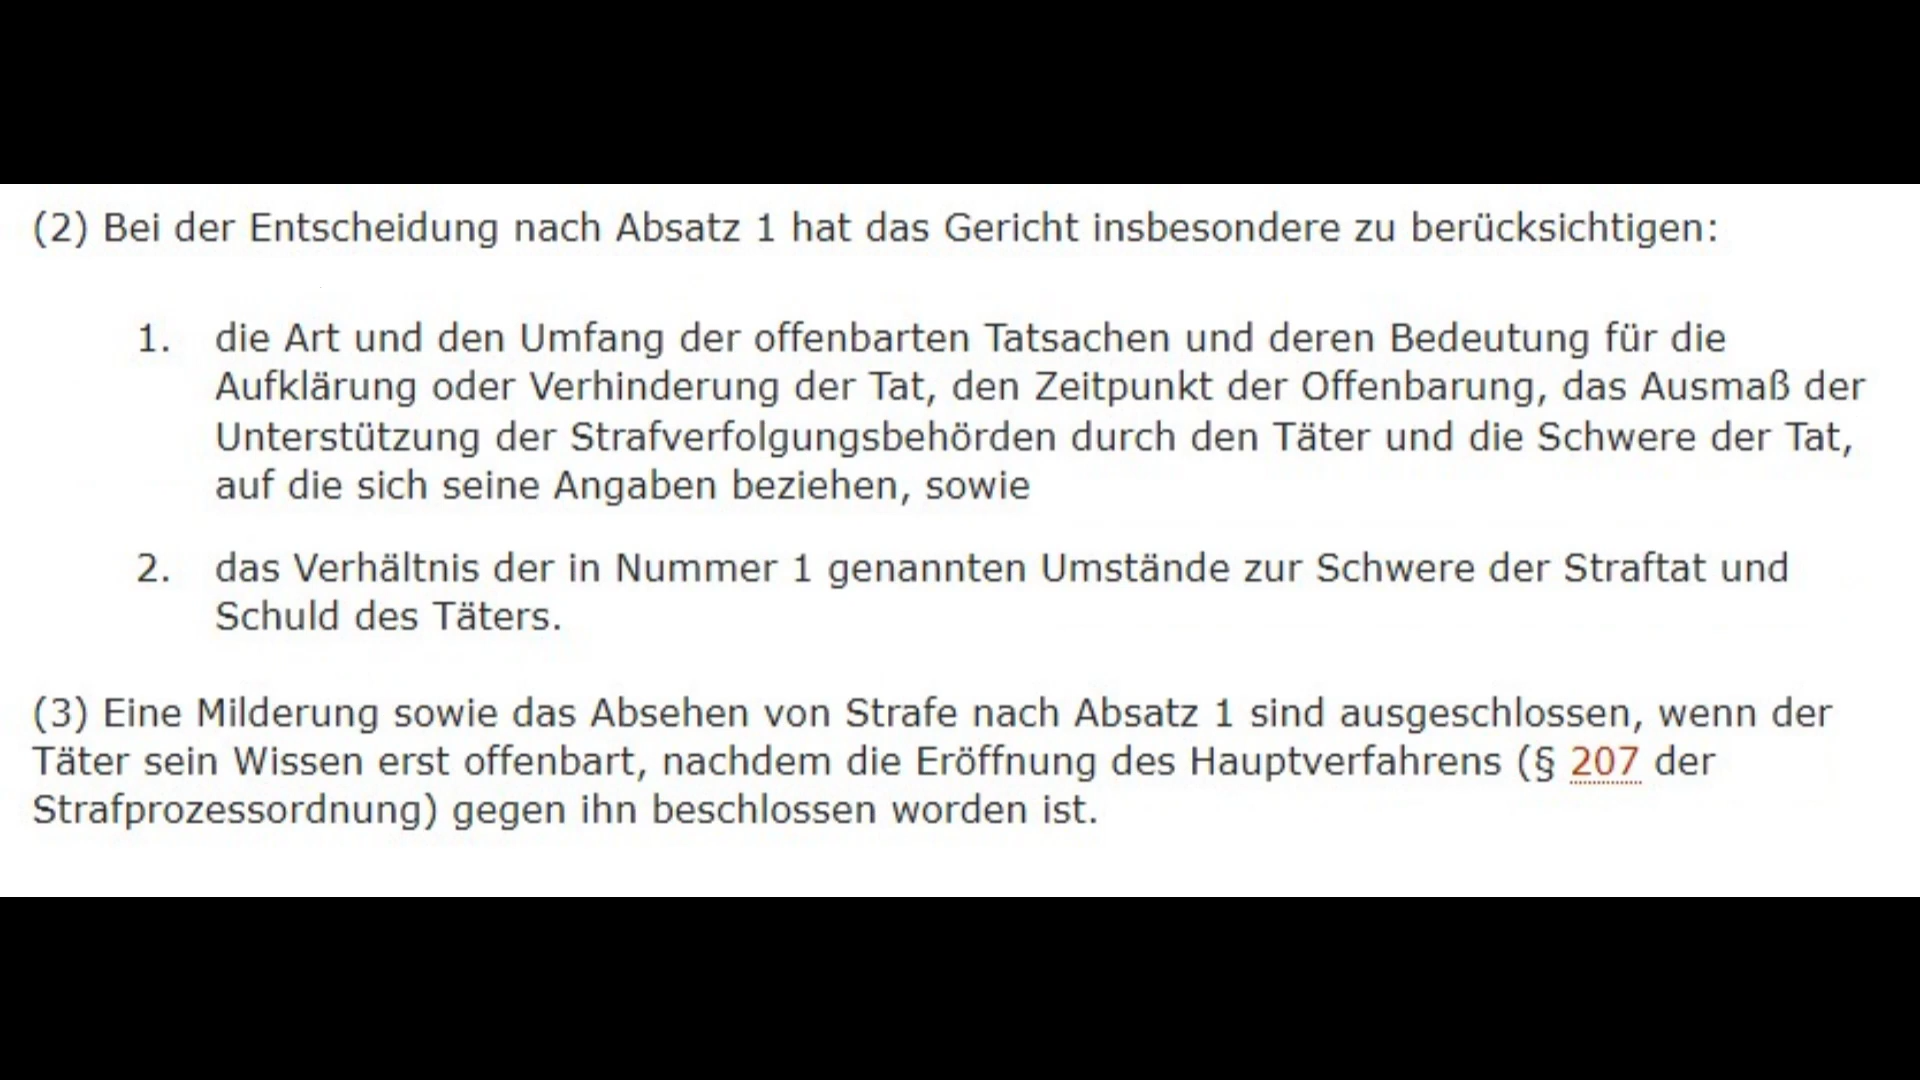 (2) Bei der Entscheidung nach Absatz 1 hat das Gericht insbesondere zu berücksichtigen:
1. die Art und den Umfang der offenbarten Tatsachen und deren Bedeutung für die
Aufklärung oder Verhinderung der Tat, den Zeitpunkt der Offenbarung, das Ausmaß der
Unterstützung der Strafverfolgungsbehörden durch den Täter und die Schwere der Tat,
auf die sich seine Angaben beziehen, sowie
2. das Verhältnis der in Nummer 1 genannten Umstände zur Schwere der Straftat und
Schuld des Täters.
(3) Eine Milderung sowie das Absehen von Strafe nach Absatz 1 sind ausgeschlossen, wenn der
Täter sein Wissen erst offenbart, nachdem die Eröffnung des Hauptverfahrens (§ 207 der
Strafprozessordnung) gegen ihn beschlossen worden ist.